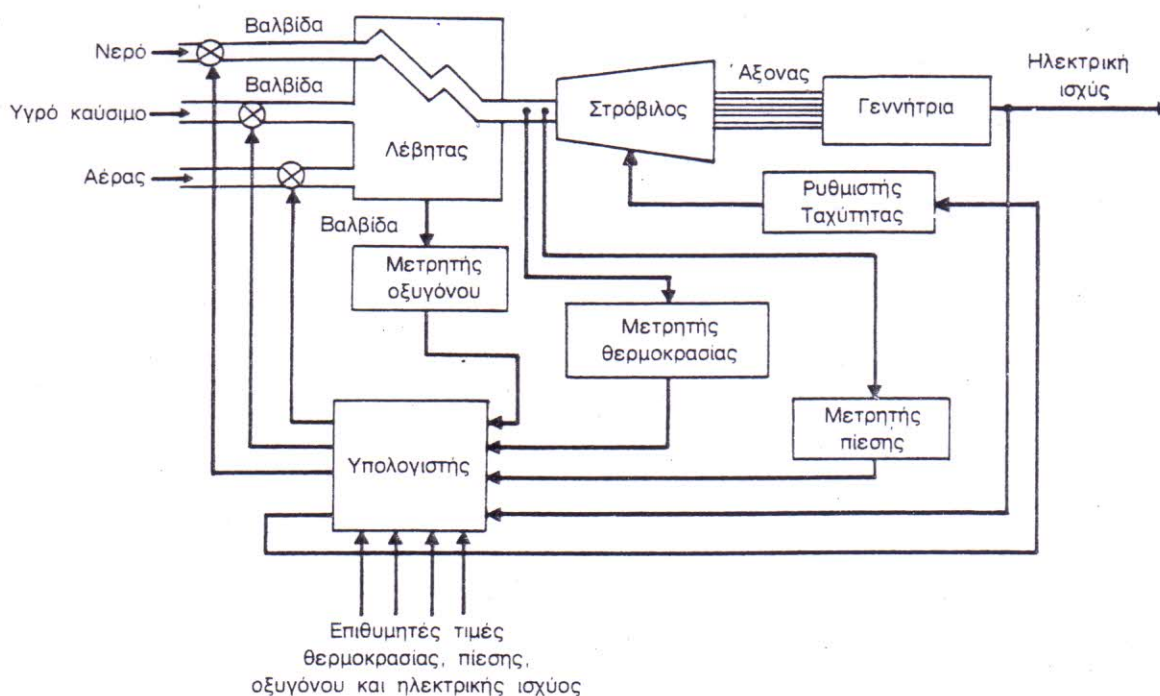 Νερό
Βαλβίδα
Υγρό καύσιμο
Βαλβίδα
Αέρας
Βαλβίδα
Λέβητας
Στρόβιλος
Άξονας
Γεννήτρια
Ηλεκτρική
ισχύς
Ρυθμιστής
Ταχύτητας
Μετρητής
οξυγόνου
Μετρητής
θερμοκρασίας
Μετρητής
πίεσης
Υπολογιστής
Επιθυμητές τιμές
θερμοκρασίας, πίεσης,
οξυγόνου και ηλεκτρικής ισχύος